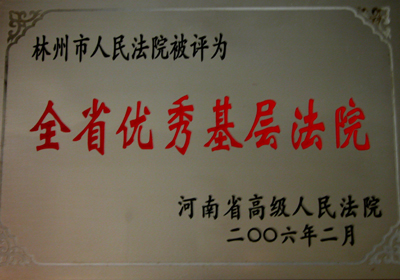 林州市人民法院被评为
全省优秀基层法院
河南省高级人民法院
二〇〇六年二月